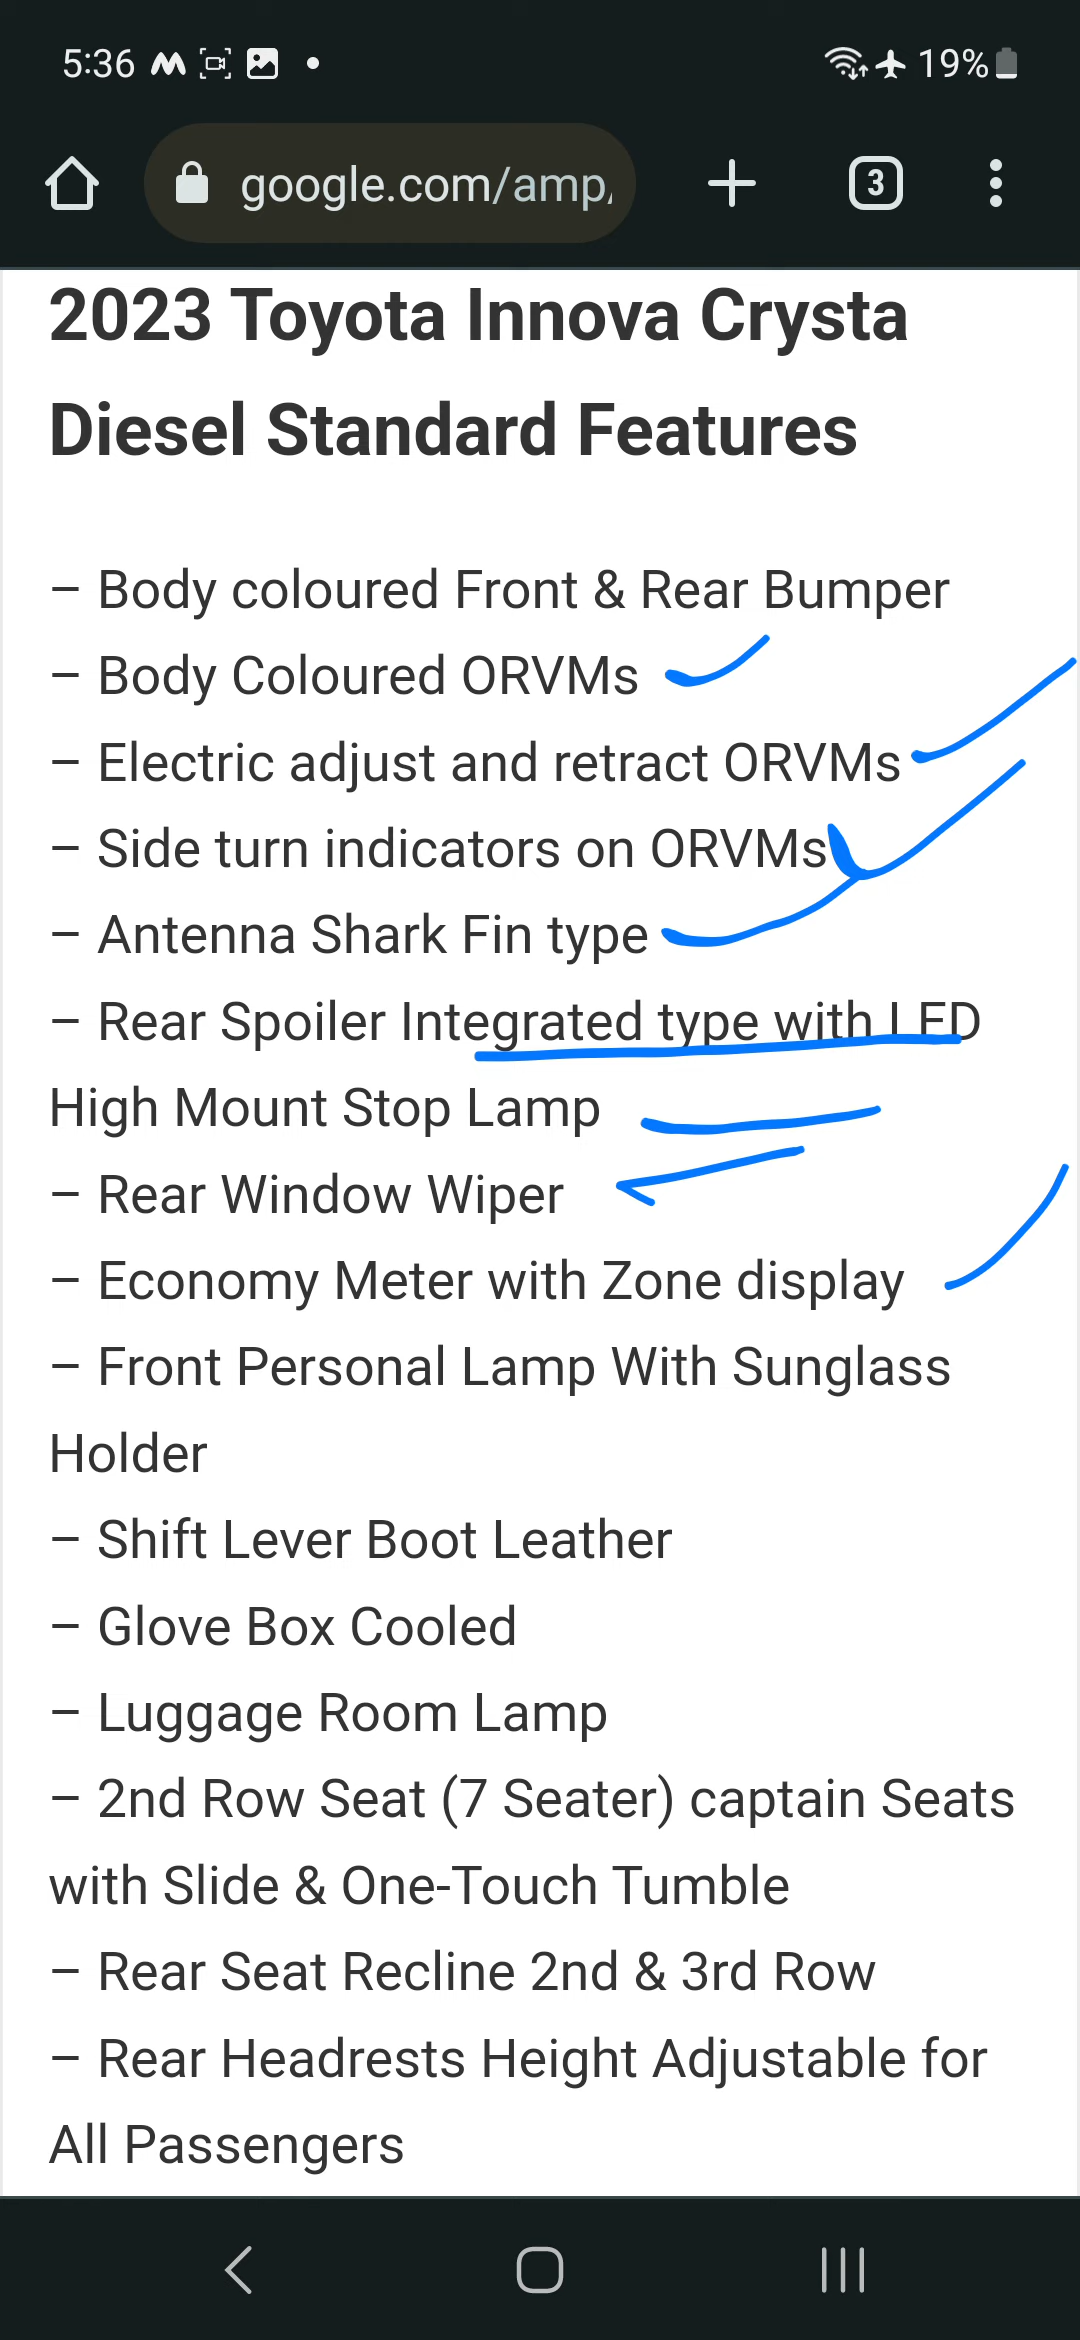 5:36
19%
google.com/amp
3
2023 Toyota Innova Crysta
Diesel Standard Features
– Body coloured Front & Rear Bumper
– Body Coloured ORVMs
– Electric adjust and retract ORVMs
– Side turn indicators on ORVMs
– Antenna Shark Fin type
– Rear Spoiler Integrated type with LED
High Mount Stop Lamp
– Rear Window Wiper
– Economy Meter with Zone display
– Front Personal Lamp With Sunglass
Holder
– Shift Lever Boot Leather
– Glove Box Cooled
– Luggage Room Lamp
– 2nd Row Seat (7 Seater) captain Seats
with Slide & One-Touch Tumble
– Rear Seat Recline 2nd & 3rd Row
– Rear Headrests Height Adjustable for
All Passengers